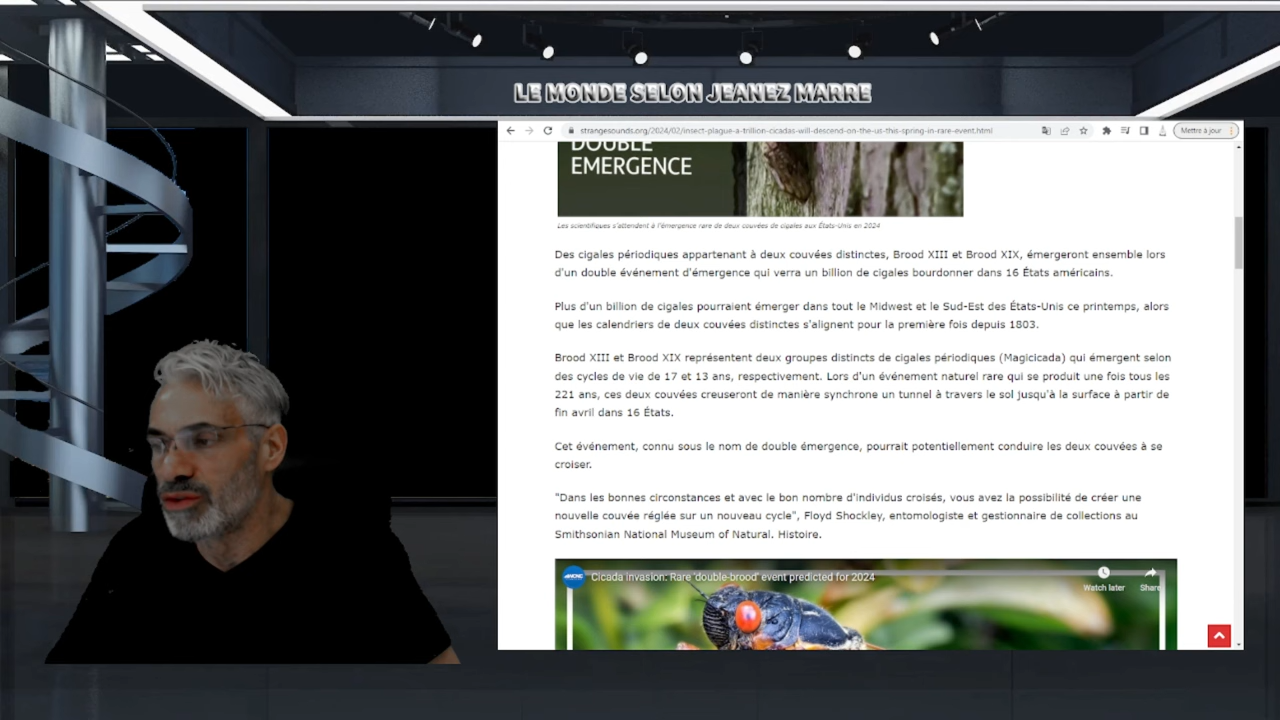 LE MONDE SELON JEANEZ MARRE
strangesounds.org/2024/02/insect-plague-a-trillion-cicadas-will-descend-on-the-us-this-spring-in-rare-event.html
Mettre à jour
DOUBLE
EMERGENCE
Les scientifiques s'attendent à l'émergence rare de deux couvées de cigales aux États-Unis en 2024
Des cigales périodiques appartenant à deux couvées distinctes, Brood XIII et Brood XIX, émergeront ensemble lors
d'un double événement d'émergence qui verra un billion de cigales bourdonner dans 16 États américains.
Plus d'un billion de cigales pourraient émerger dans tout le Midwest et le Sud-Est des États-Unis ce printemps, alors
que les calendriers de deux couvées distinctes s'alignent pour la première fois depuis 1803.
Brood XIII et Brood XIX représentent deux groupes distincts de cigales périodiques (Magicicada) qui émergent selon
des cycles de vie de 17 et 13 ans, respectivement. Lors d'un événement naturel rare qui se produit une fois tous les
221 ans, ces deux couvées creuseront de manière synchrone un tunnel à travers le sol jusqu'à la surface à partir de
fin avril dans 16 États.
Cet événement, connu sous le nom de double émergence, pourrait potentiellement conduire les deux couvées à se
croiser.
"Dans les bonnes circonstances et avec le bon nombre d'individus croisés, vous avez la possibilité de créer une
nouvelle couvée réglée sur un nouveau cycle", Floyd Shockley, entomologiste et gestionnaire de collections au
Smithsonian National Museum of Natural. Histoire.
Cicada Invasion: Rare 'double-brood' event predicted for 2024
Watch later
Share